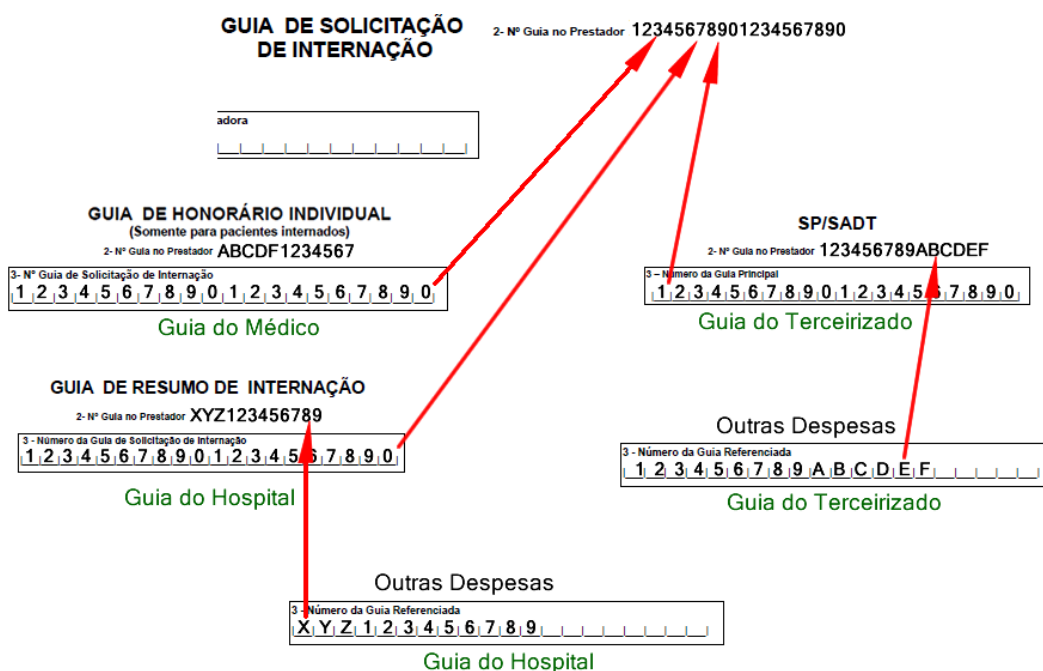 GUIA DE SOLICITAÇÃO
DE INTERNAÇÃO
2- Nº Guia no Prestador 12345678901234567890
adora
GUIA DE HONORÁRIO INDIVIDUAL
(Somente para pacientes internados)
2- Nº Guia no Prestador ABCDF1234567
3- Nº Guia de Solicitação de Internação
1 2 3 4 5 6 7 8 9 0 1 2 3 4 5 6 7 8 9 0
Guia do Médico
SP/SADT
2- Nº Guia no Prestador 123456789ABCDEF
3 – Número da Guia Principal
1 2 3 4 5 6 7 8 9 0 1 2 3 4 5 6 7 8 9 0
Guia do Terceirizado
GUIA DE RESUMO DE INTERNAÇÃO
2- Nº Guia no Prestador XYZ123456789
3 - Número da Guia de Solicitação de Internação
1 2 3 4 5 6 7 8 9 0 1 2 3 4 5 6 7 8 9 0
Guia do Hospital
Outras Despesas
3 - Número da Guia Referenciada
1 2 3 4 5 6 7 8 9 A B C D E F
Guia do Terceirizado
Outras Despesas
3 - Número da Guia Referenciada
X Y Z 1 2 3 4 5 6 7 8 9
Guia do Hospital